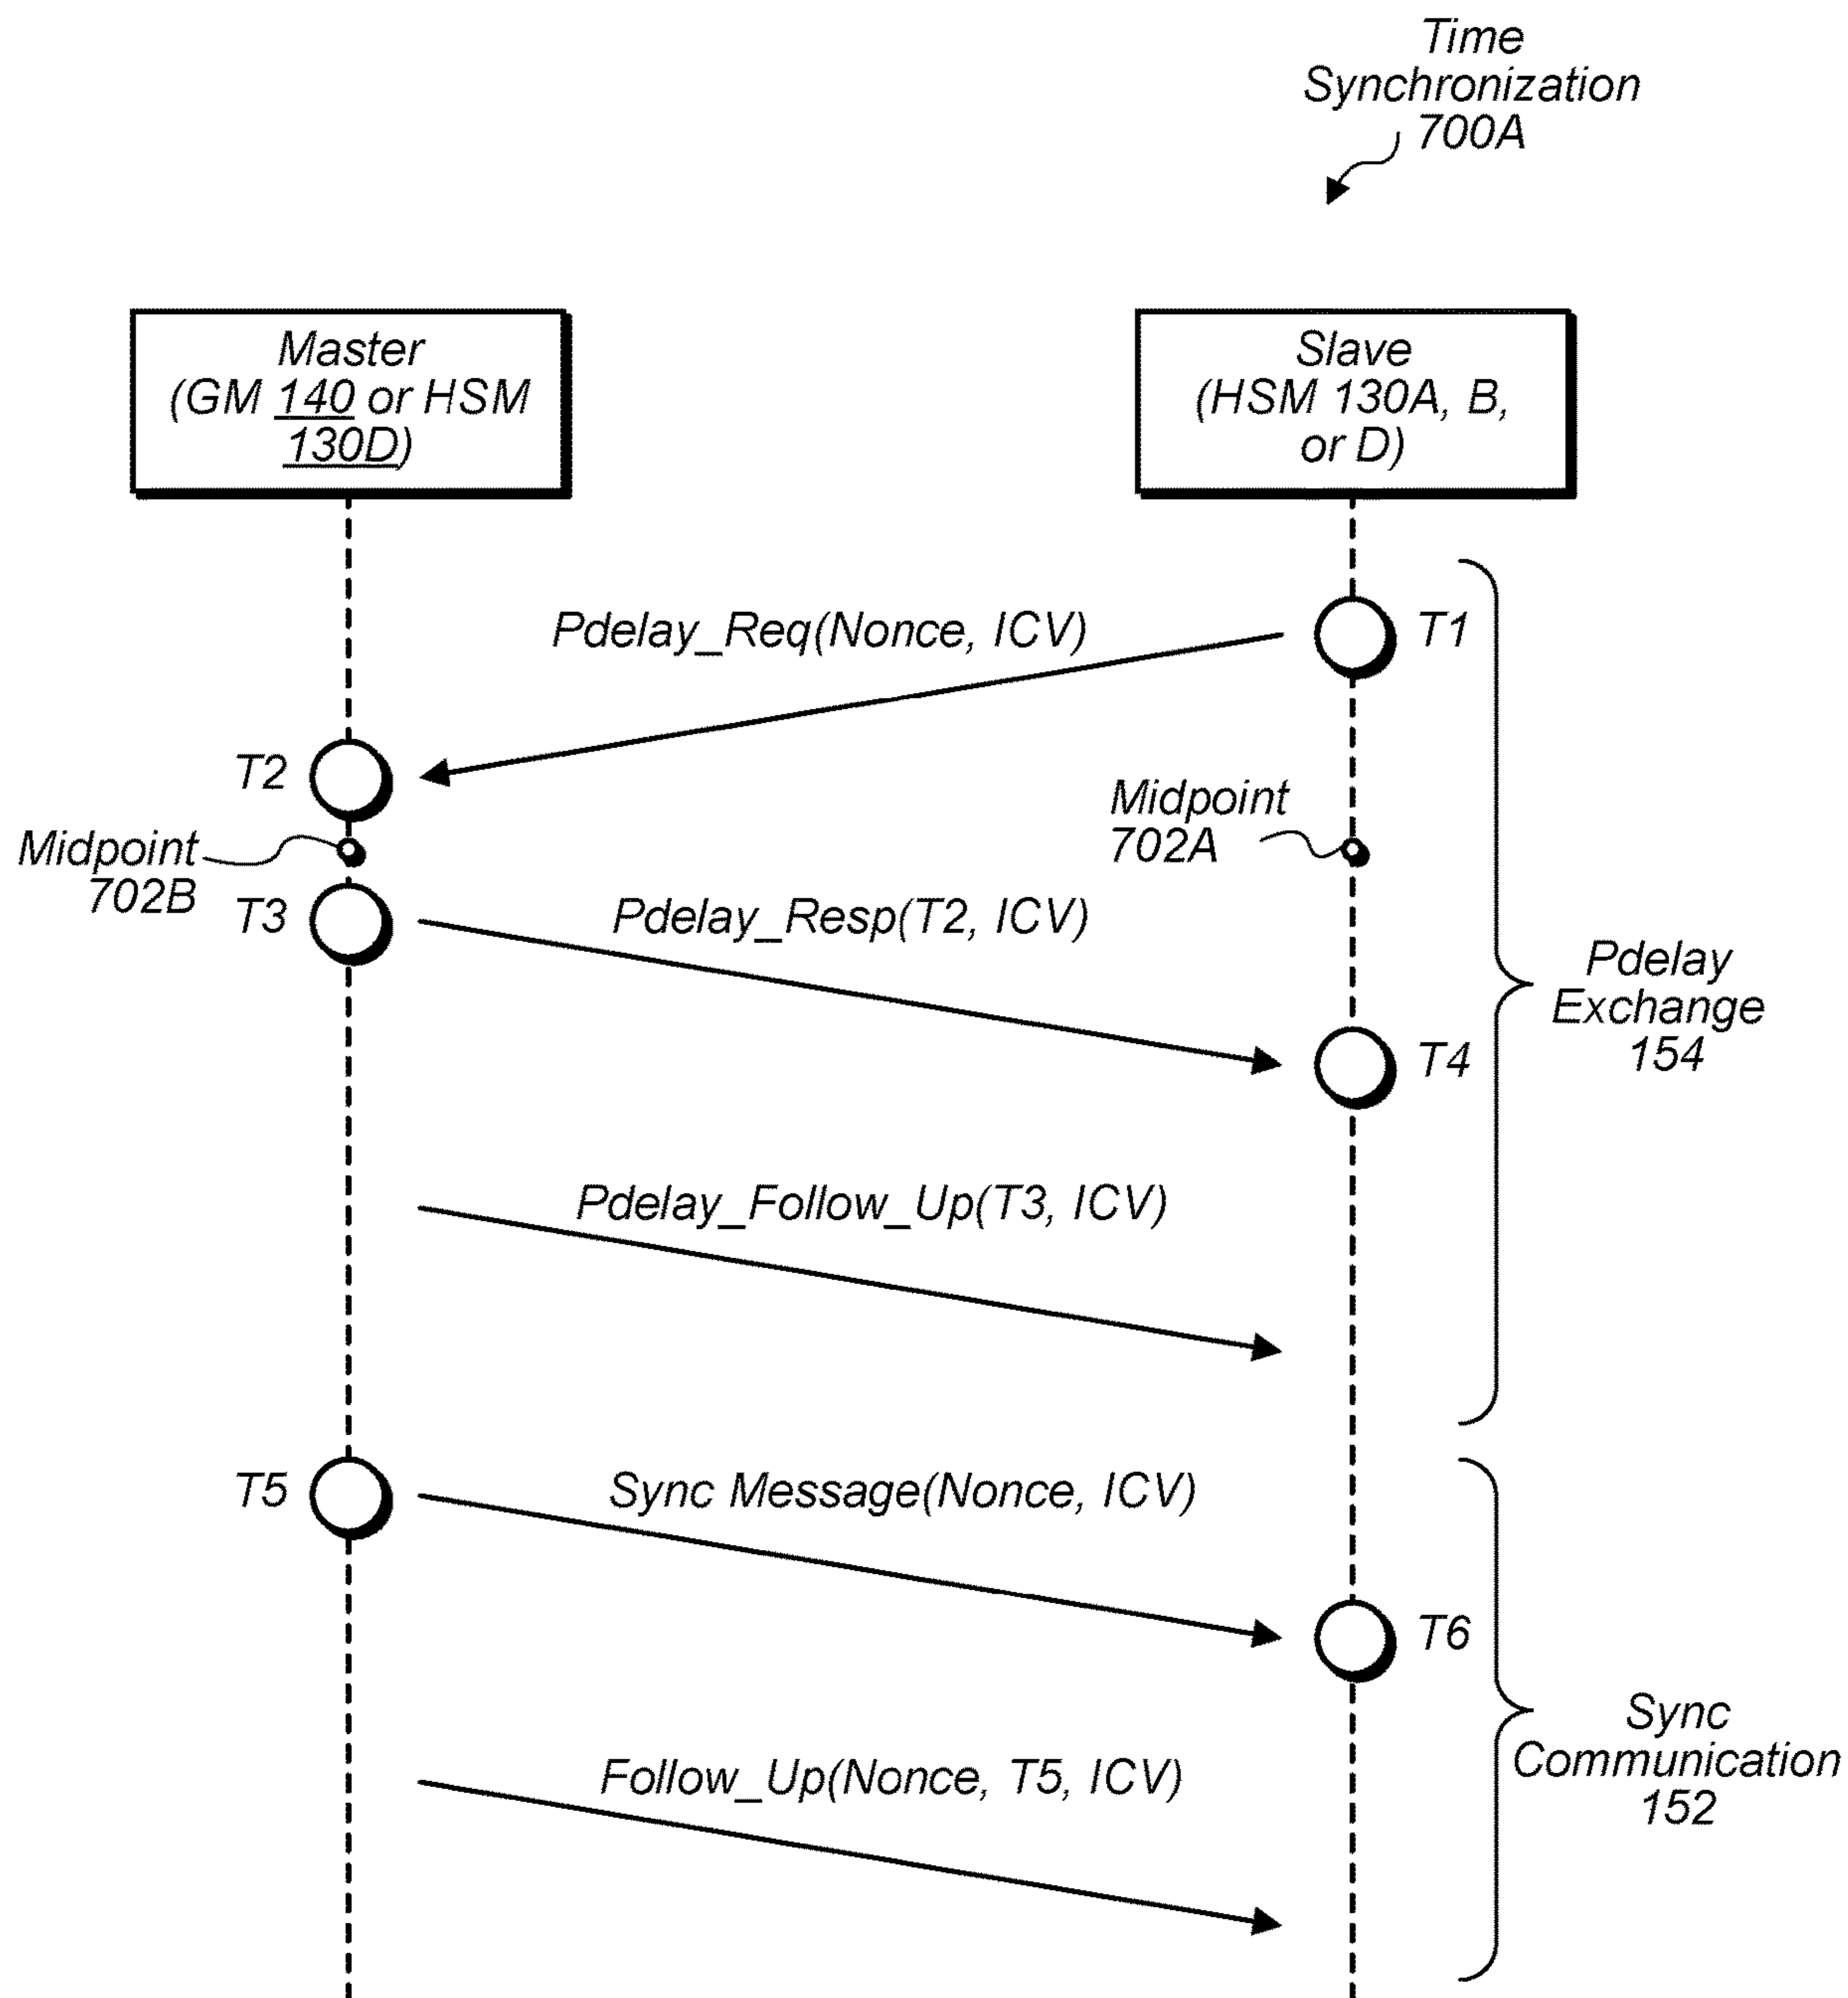 Time
Synchronization
700A
Master
(GM 140 or HSM
130D)
Slave
(HSM 130A, B,
or D)
Pdelay_Req(Nonce, ICV)
T1
T2
Midpoint
702A
Midpoint
702B
T3
Pdelay_Resp(T2, ICV)
T4
Pdelay
Exchange
154
Pdelay_Follow_Up(T3, ICV)
T5
Sync Message(Nonce, ICV)
T6
Sync
Communication
152
Follow_Up(Nonce, T5, ICV)